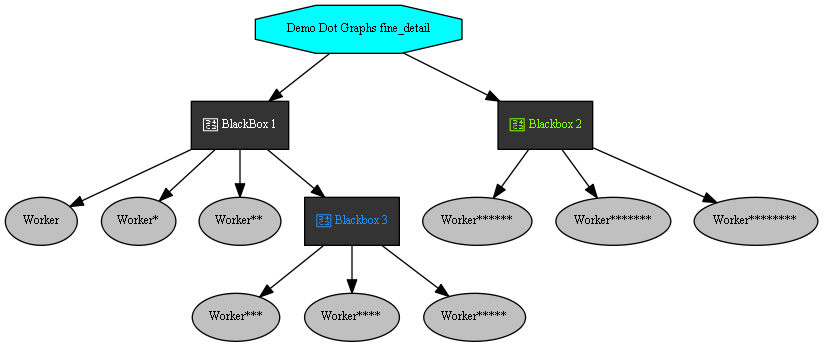 Demo Dot Graphs fine_detail
BlackBox 1
Blackbox 2
Worker
Worker*
Worker**
Blackbox 3
Worker******
Worker*******
Worker********
Worker***
Worker****
Worker*****